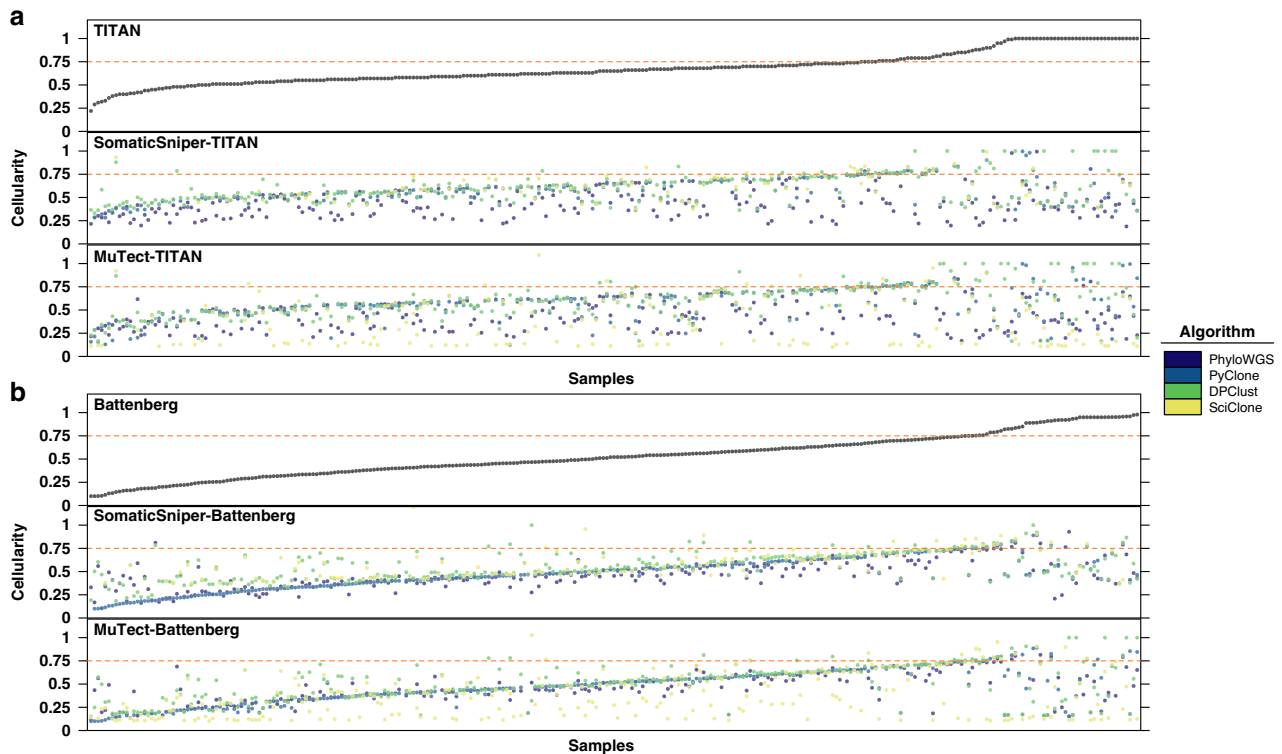 a
TITAN
1
0.75
0.5
0.25
0
SomaticSniper-TITAN
1
0.75
0.5
0.25
0
Cellularity
MuTect-TITAN
1
0.75
0.5
0.25
0
Samples
b
Battenberg
1
0.75
0.5
0.25
0
SomaticSniper-Battenberg
1
0.75
0.5
0.25
0
Cellularity
MuTect-Battenberg
1
0.75
0.5
0.25
0
Samples
Algorithm
PhyloWGS
PyClone
DPClust
SciClone